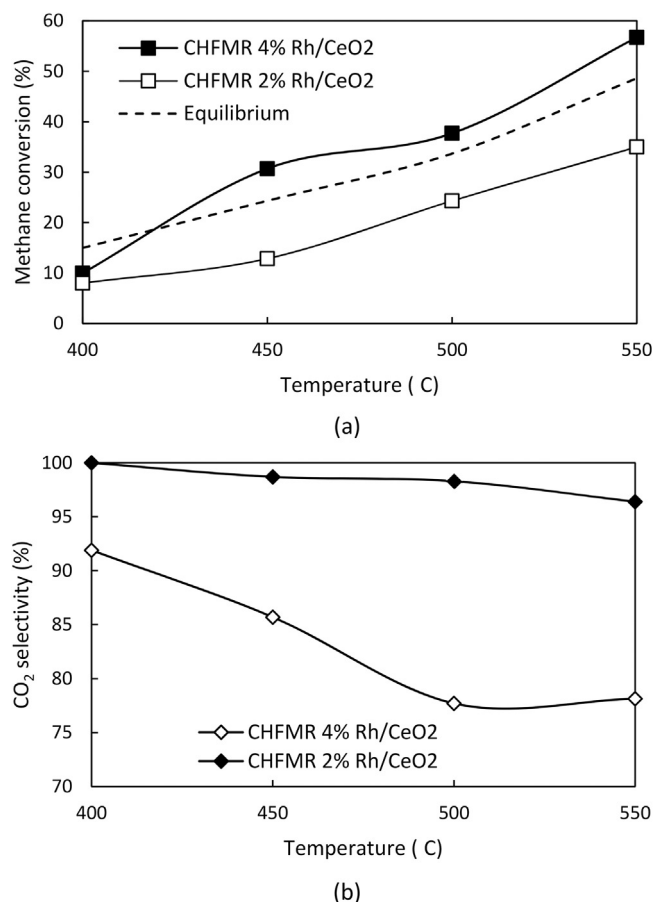 60
50
40
30
20
10
0
Methane conversion (%)
CHFMR 4% Rh/CeO2
CHFMR 2% Rh/CeO2
Equilibrium
400 450 500 550
Temperature ( C)
(a)
100
95
90
85
80
75
70
CO₂ selectivity (%)
CHFMR 4% Rh/CeO2
CHFMR 2% Rh/CeO2
400 450 500 550
Temperature ( C)
(b)